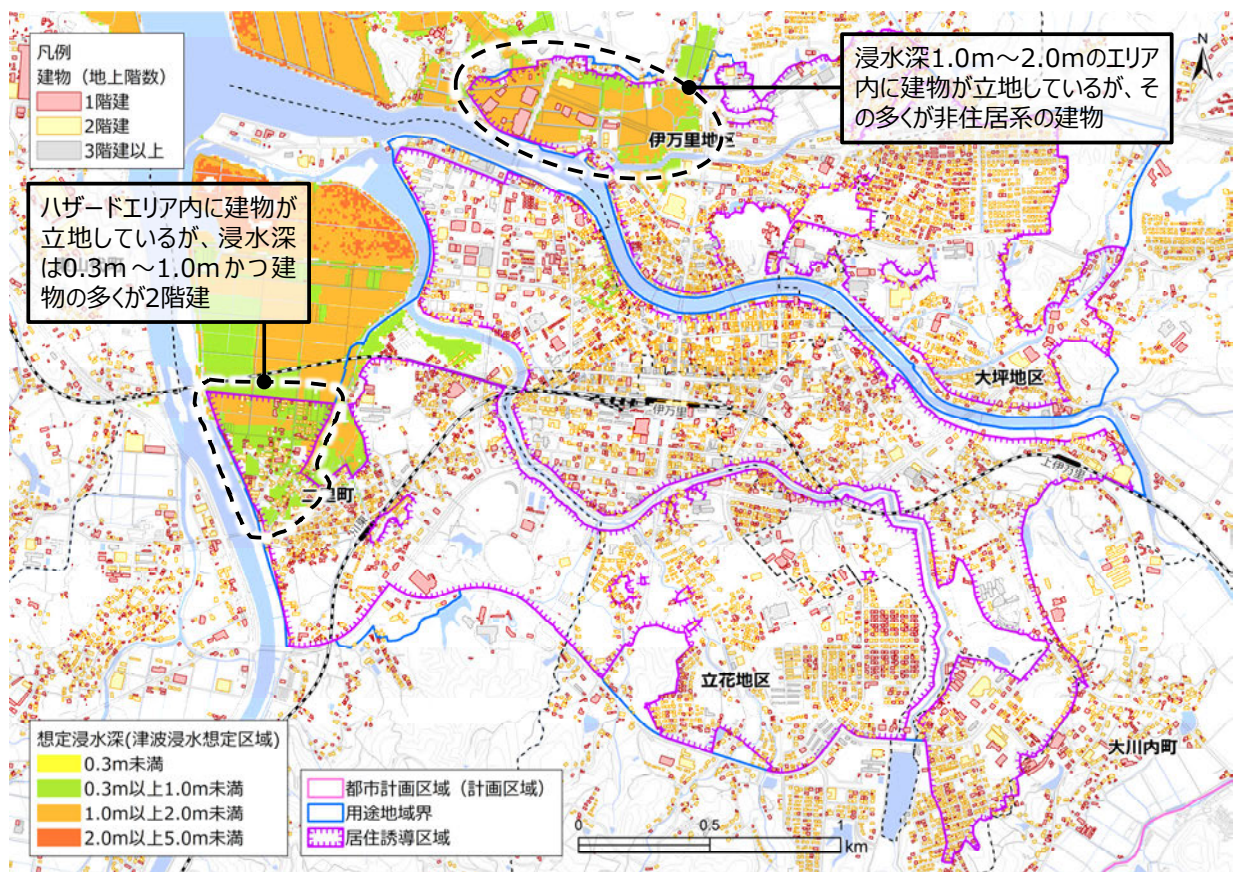 凡例
建物（地上階数）
1階建
2階建
3階建以上
浸水深1.0m～2.0mのエリア
内に建物が立地しているが、そ
の多くが非住居系の建物
N
伊万里地区
ハザードエリア内に建物が
立地しているが、浸水深
は0.3m～1.0mかつ建
物の多くが2階建
大坪地区
伊万里
上伊万里
二里町
立花地区
大川内町
想定浸水深(津波浸水想定区域)
0.3m未満
0.3m以上1.0m未満
1.0m以上2.0m未満
2.0m以上5.0m未満
都市計画区域（計画区域）
用途地域界
居住誘導区域
0 0.5 1
km